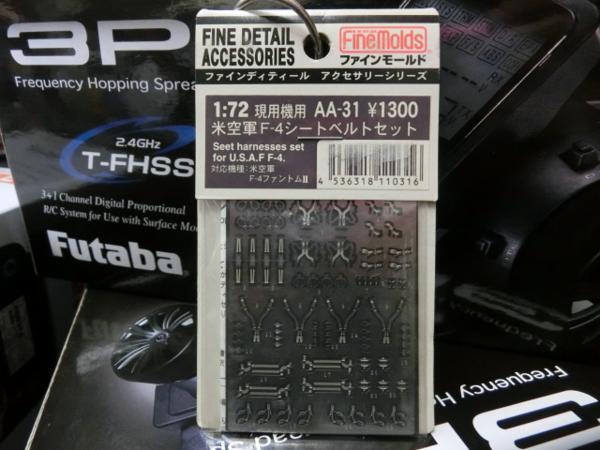 FINE DETAIL
ACCESSORIES
FineMolds
ファインモールド
ファインディティール アクセサリーシリーズ
1:72 現用機用 AA-31 ¥1300
米空軍F-4シートベルトセット
Seet harnesses set
for U.S.A.F F-4.
対応機種:米空軍
F-4ファントムII
4 536318 110316
3P
Frequency Hopping Sprea
2.4GHz
T-FHSS
3+1 Channel Digital Proportional
R/C System for Use with Surface Mo
Futaba
Frequency Ho